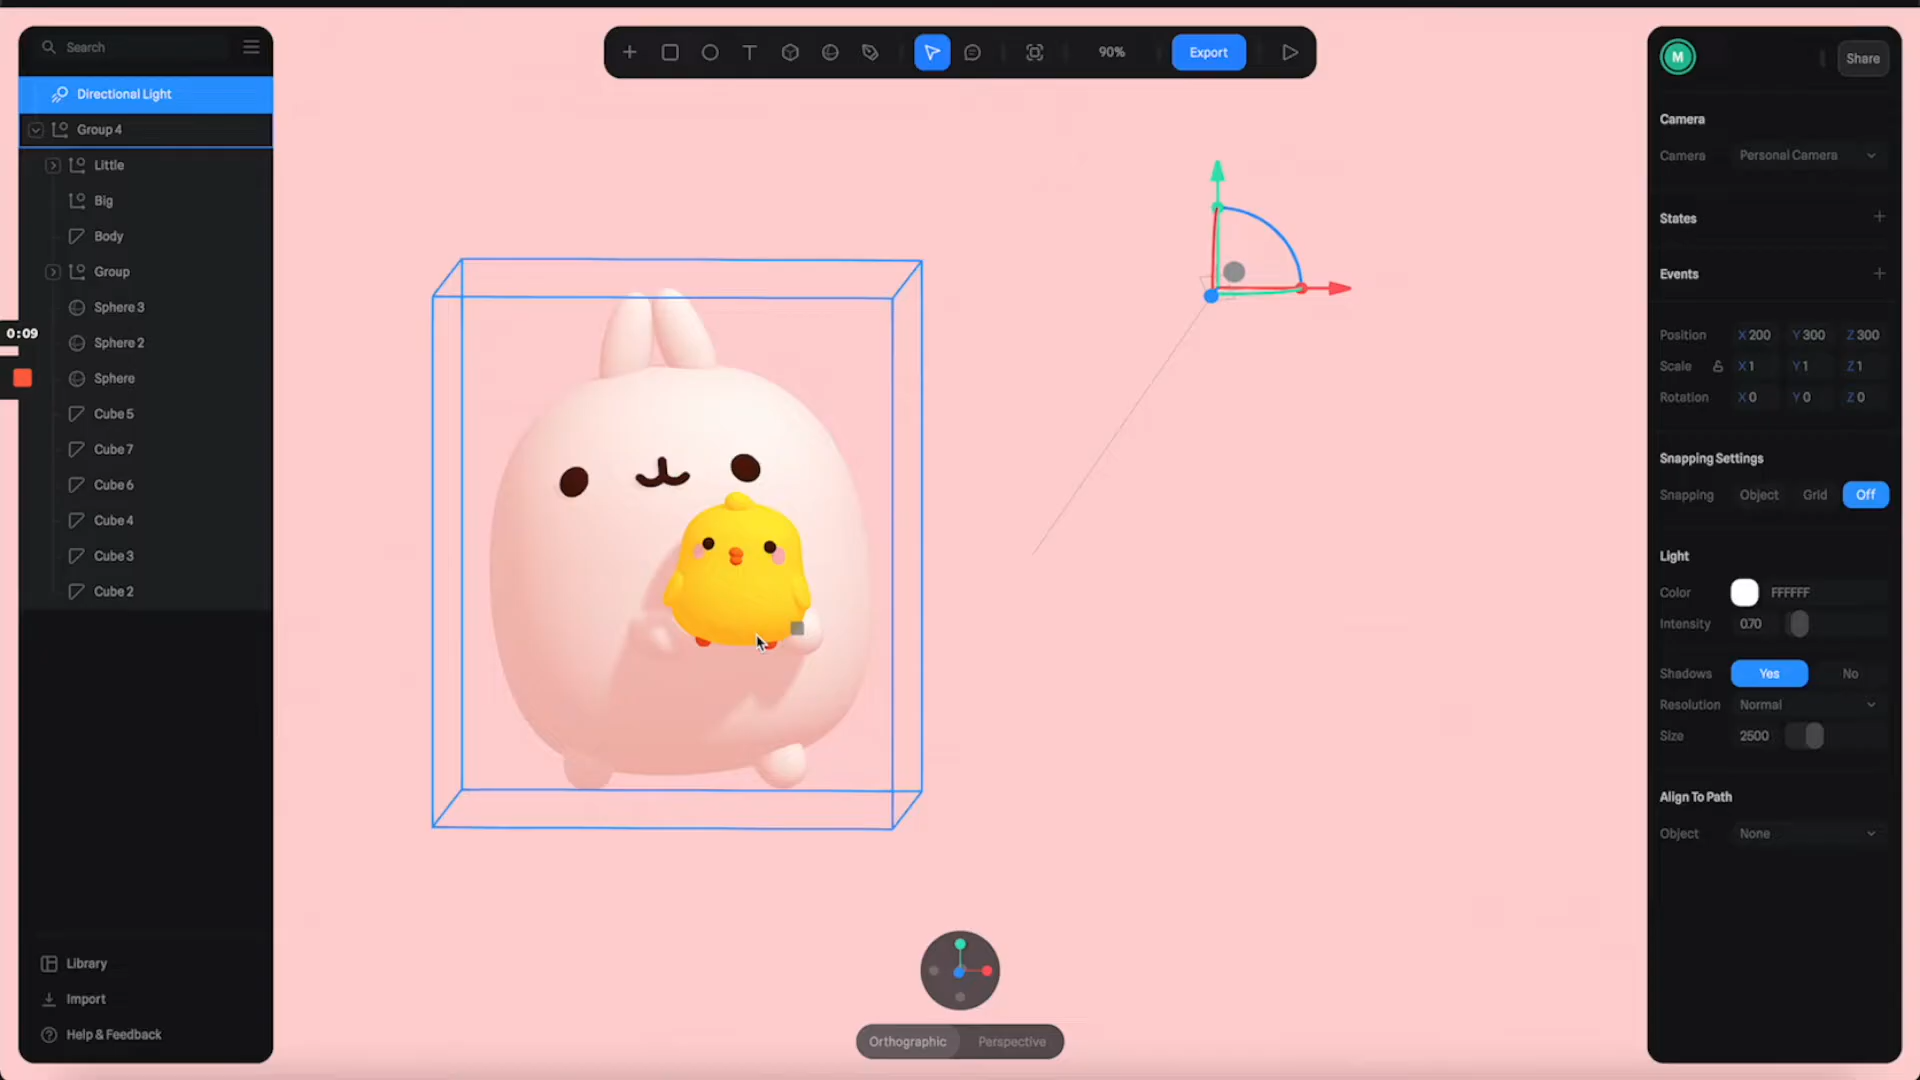 Search
Directional Light
Group 4
Little
Big
Body
Group
Sphere 3
Sphere 2
Sphere
Cube 5
Cube 7
Cube 6
Cube 4
Cube 3
Cube 2
Library
Import
Help & Feedback
0:09
T
90%
Export
Orthographic
Perspective
M
Share
Camera
Camera Personal Camera
States
Events
Position X 200 Y 300 Z 300
Scale X 1 Y 1 Z 1
Rotation X 0 Y 0 Z 0
Snapping Settings
Snapping Object Grid Off
Light
Color FFFFFF
Intensity 0.70
Shadows Yes No
Resolution Normal
Size 2500
Align To Path
Object None